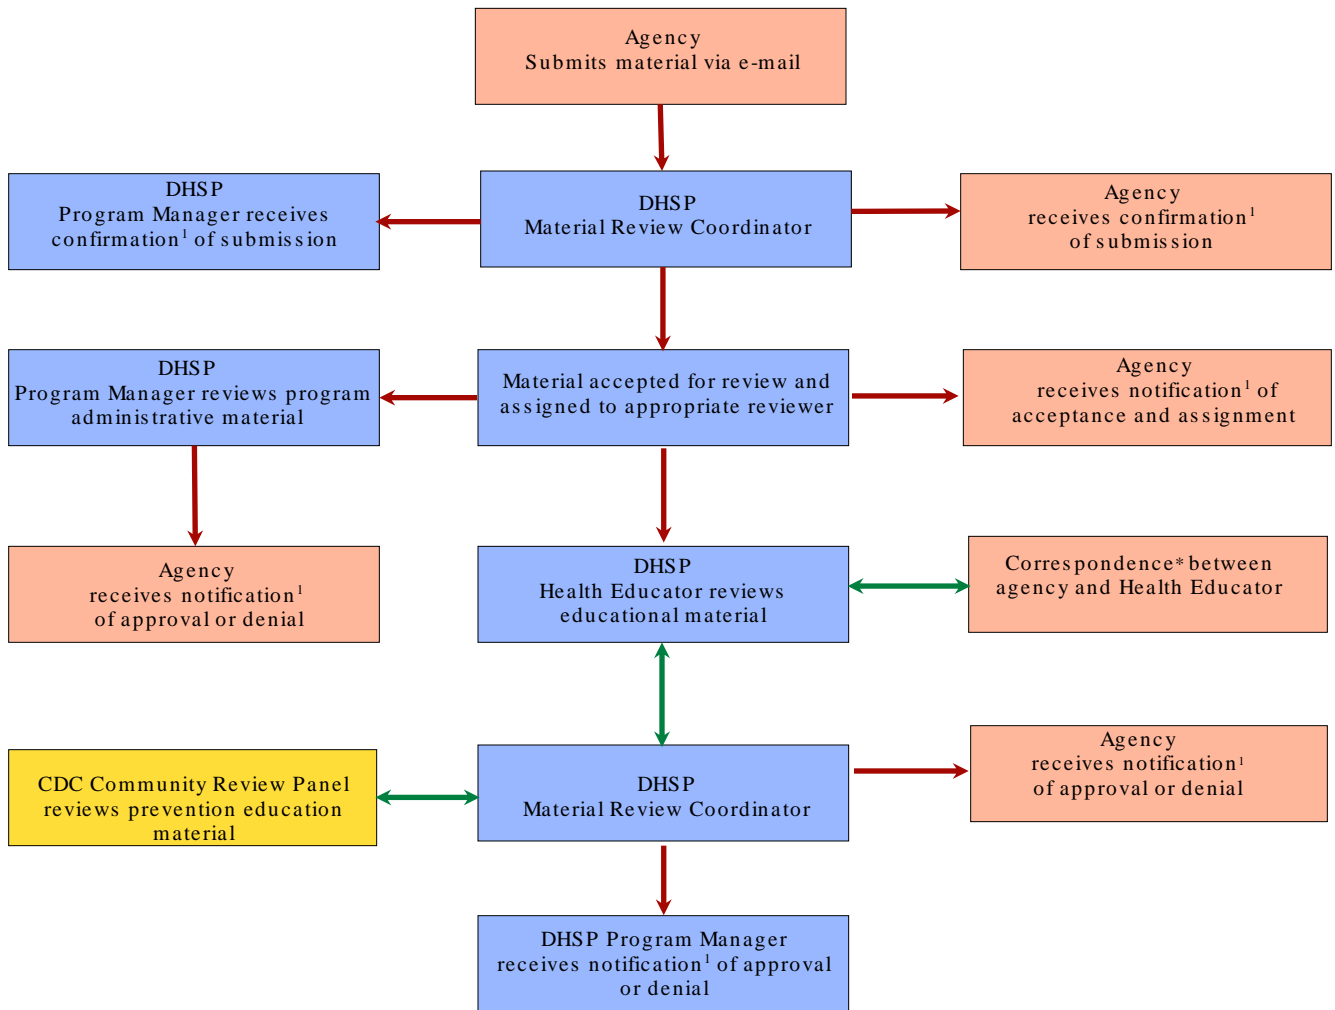 Agency
Submits material via e-mail
DHSP
Program Manager receives
confirmation¹ of submission
DHSP
Material Review Coordinator
Agency
receives confirmation¹
of submission
DHSP
Program Manager reviews program
administrative material
Material accepted for review and
assigned to appropriate reviewer
Agency
receives notification¹ of
acceptance and assignment
Agency
receives notification¹
of approval or denial
DHSP
Health Educator reviews
educational material
Correspondence* between
agency and Health Educator
CDC Community Review Panel
reviews prevention education
material
DHSP
Material Review Coordinator
Agency
receives notification¹
of approval or denial
DHSP Program Manager
receives notification¹ of approval
or denial